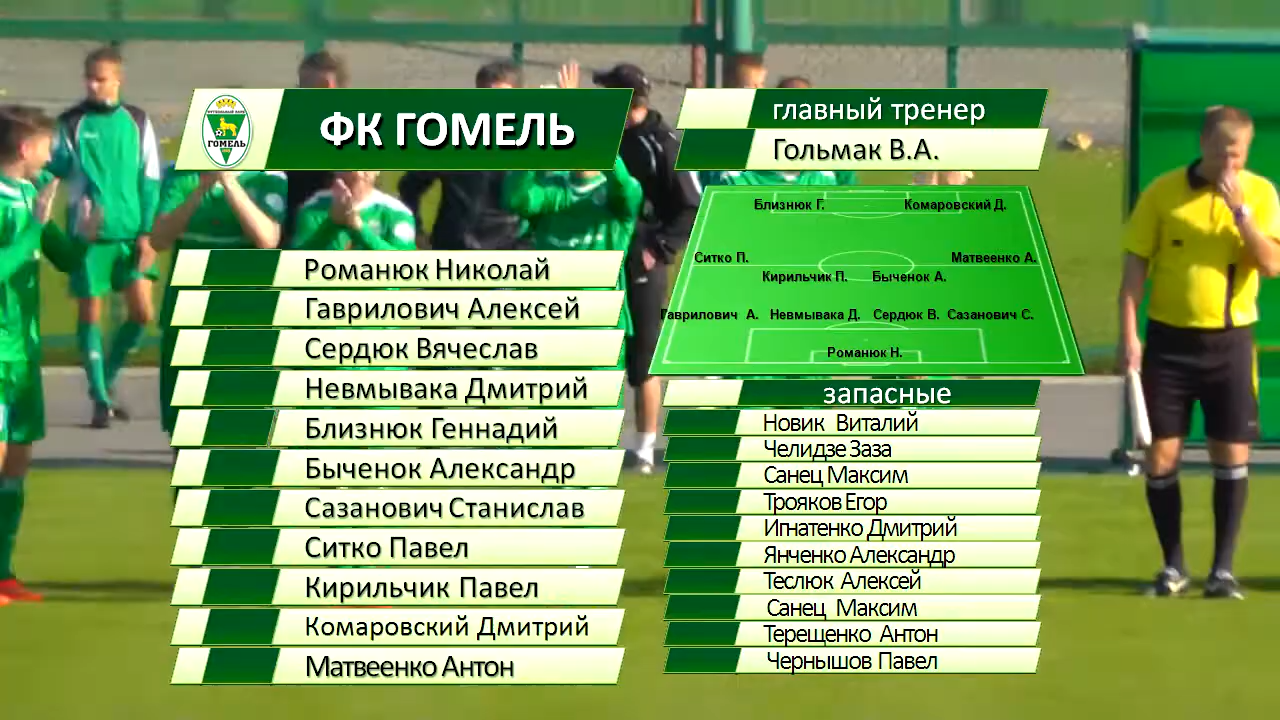 ФК ГОМЕЛЬ
ГОМЕЛЬ
Романюк Николай
Гаврилович Алексей
Сердюк Вячеслав
Невмывака Дмитрий
Близнюк Геннадий
Быченок Александр
Сазанович Станислав
Ситко Павел
Кирильчик Павел
Комаровский Дмитрий
Матвеенко Антон
главный тренер
Гольмак В.А.
Близнюк Г. Комаровский Д.
Ситко П. Матвеенко А.
Кирильчик П. Быченок А.
Гаврилович А. Невмывака Д. Сердюк В. Сазанович С.
Романюк Н.
запасные
Новик Виталий
Челидзе Заза
Санец Максим
Трояков Егор
Игнатенко Дмитрий
Янченко Александр
Теслюк Алексей
Санец Максим
Терещенко Антон
Чернышов Павел